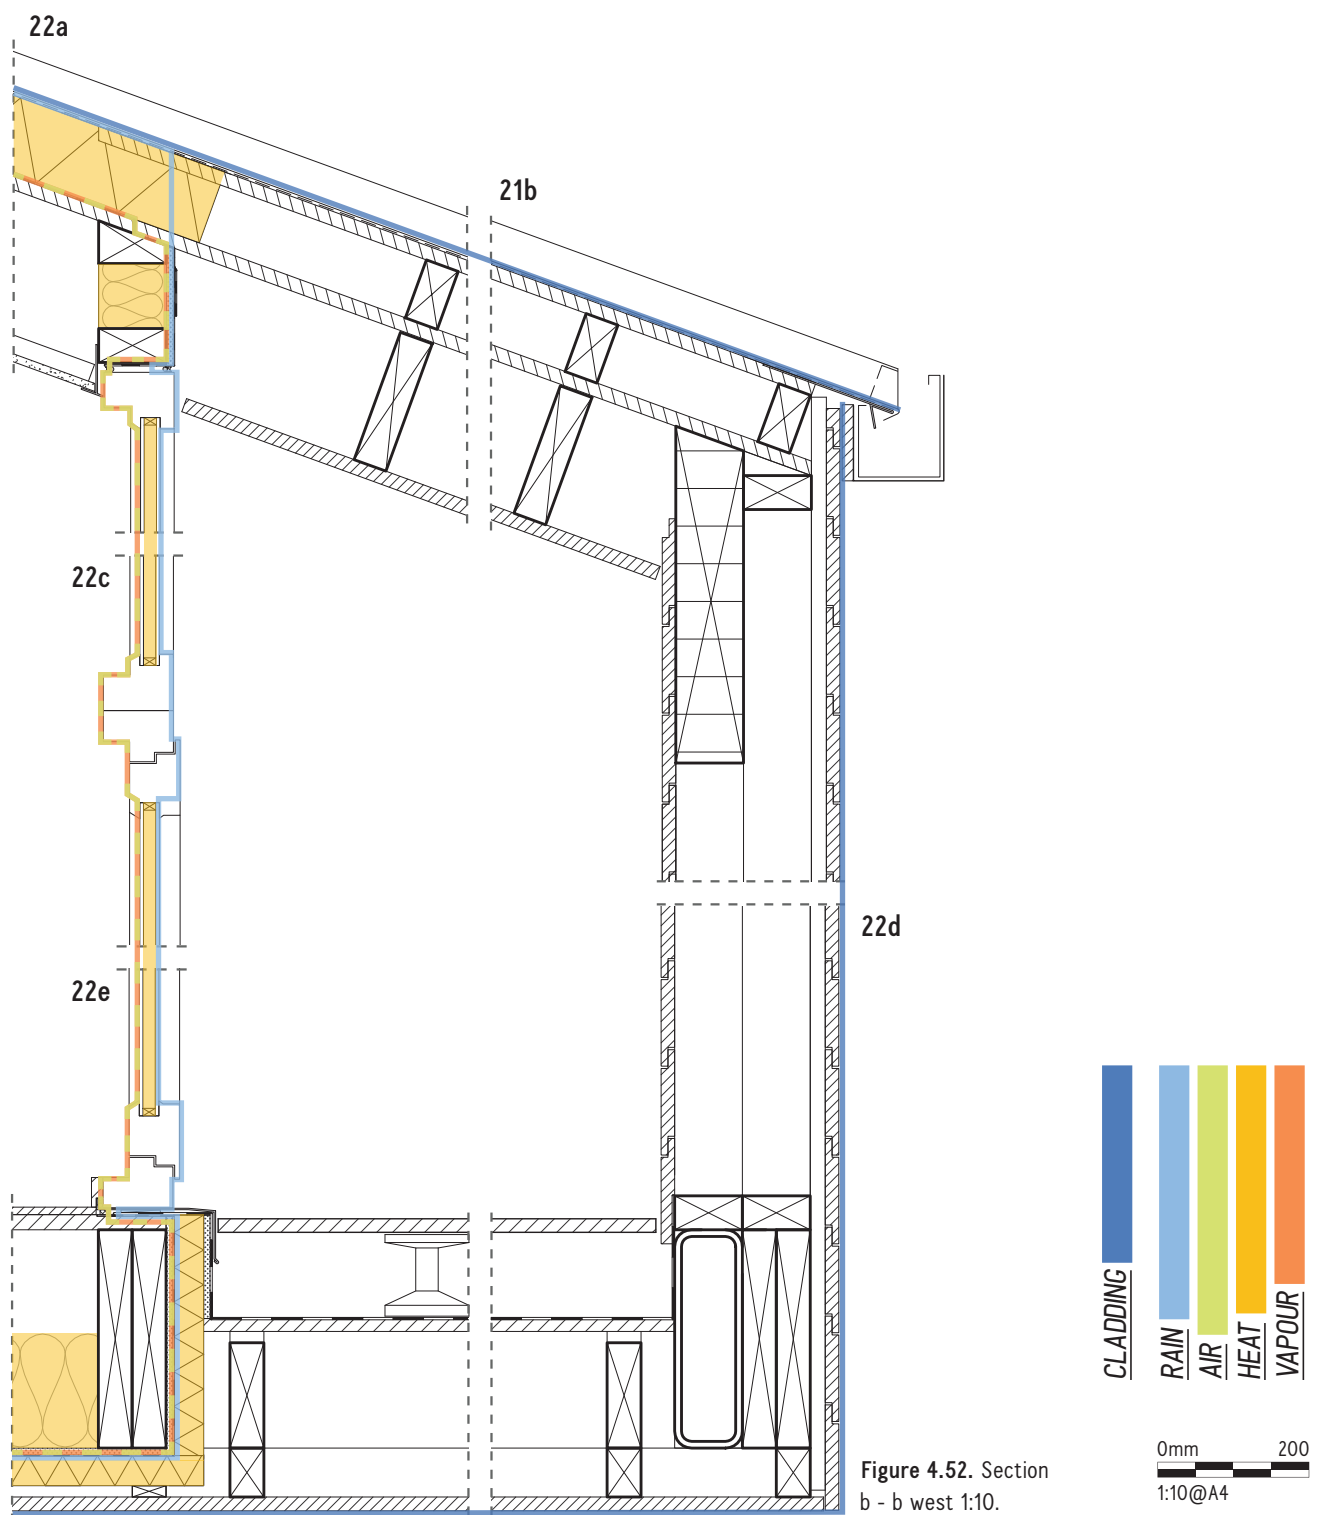 22a
21b
22c
22d
22e
CLADDING
RAIN
AIR
HEAT
VAPOUR
Figure 4.52. Section
b - b west 1:10.
0mm 200
1:10@A4